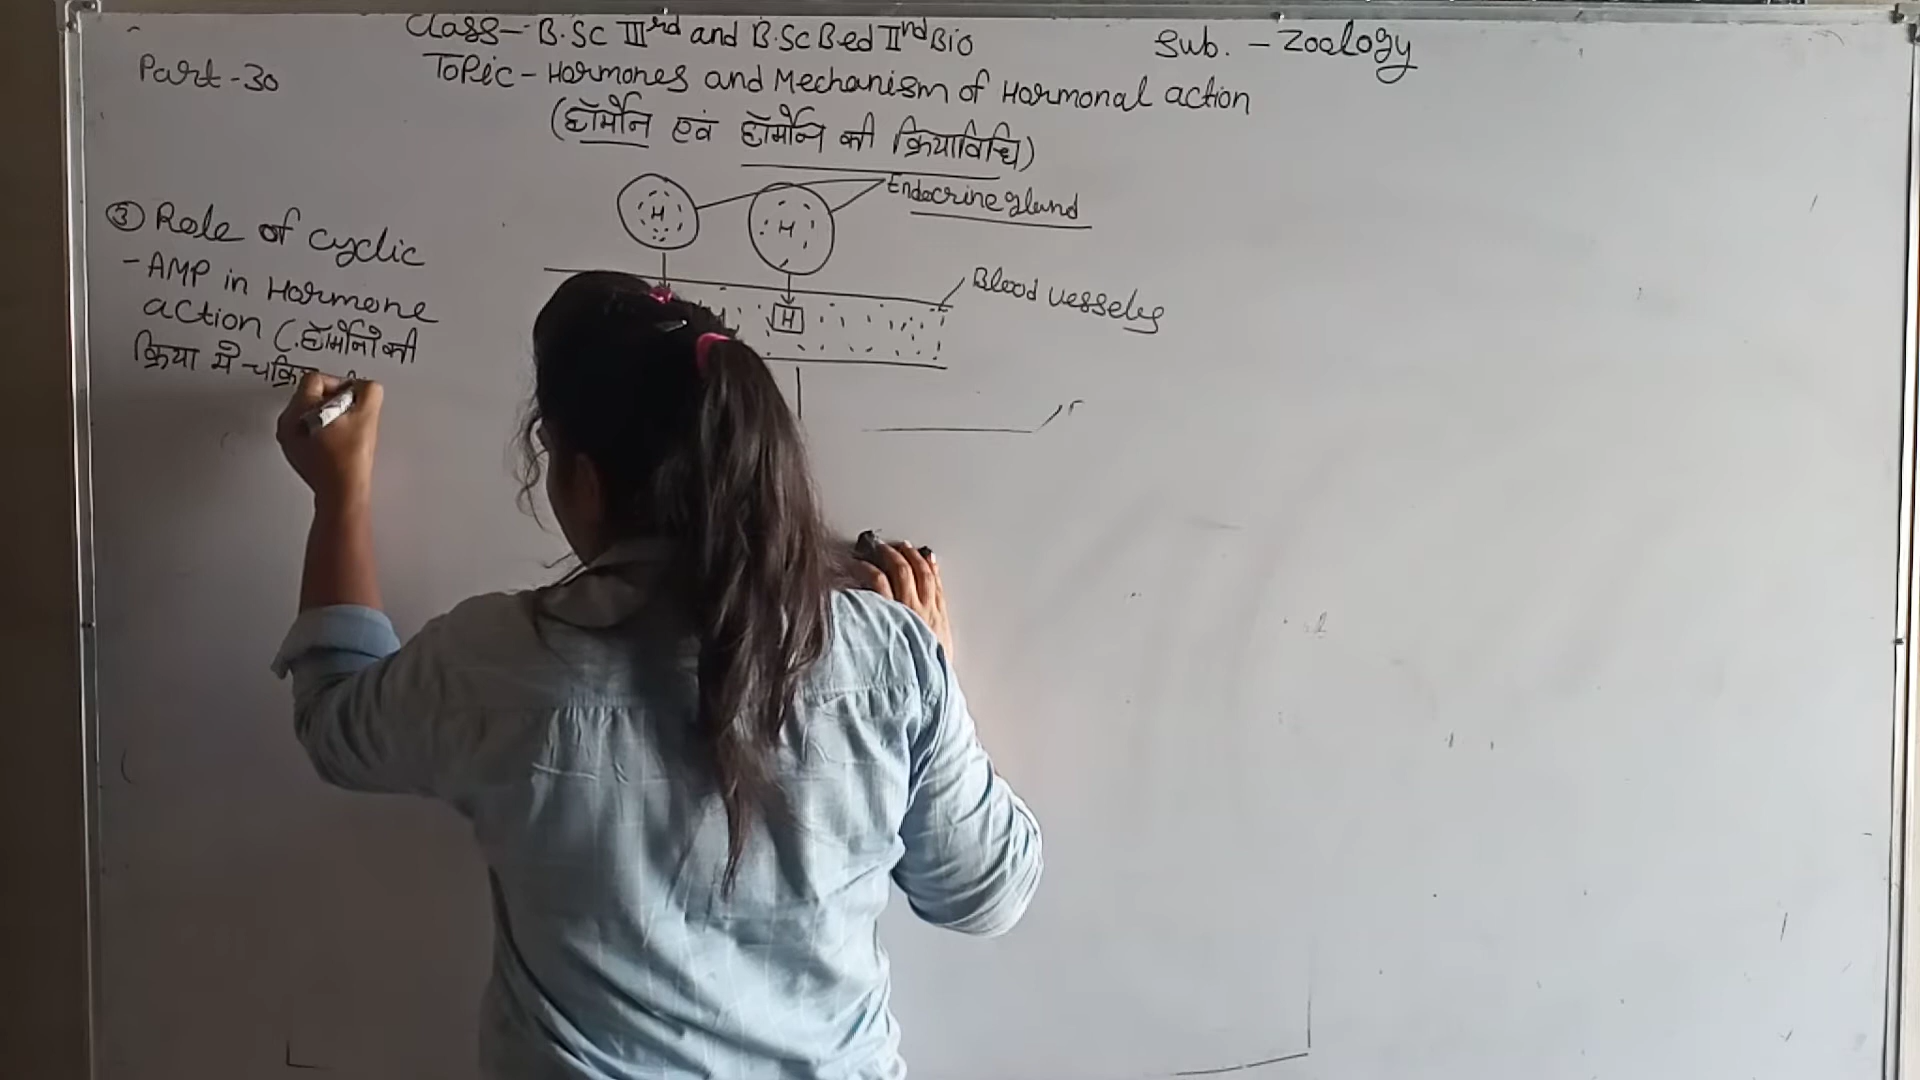 Class - B.Sc IIIrd and B.Sc B.ed IInd Bio
Sub. - Zoology
Part - 30
Topic - Hormones and Mechanism of Hormonal action
(हॉर्मोन एवं हॉर्मोन की क्रियाविधि)
Endocrine gland
H
H
③ Role of cyclic
- AMP in Hormone
action (हॉर्मोनों की
क्रिया में
Blood vessels
H